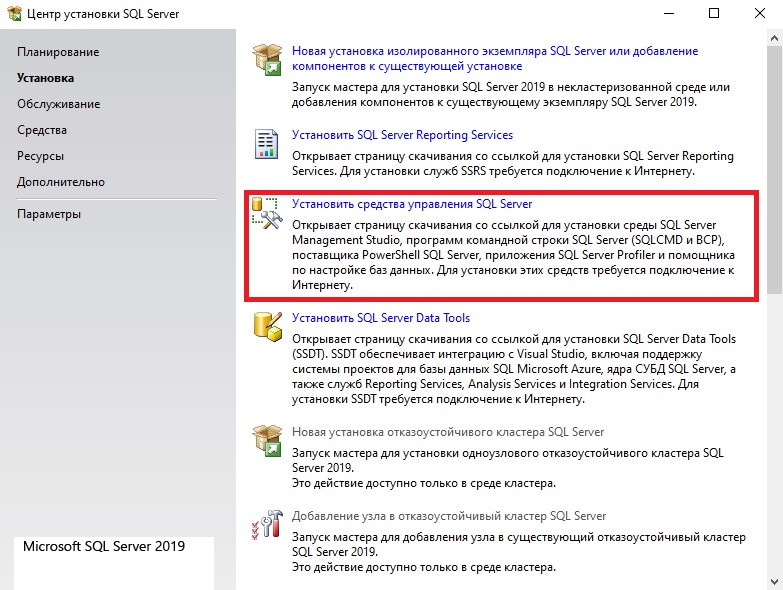 Центр установки SQL Server
Планирование
Установка
Обслуживание
Средства
Ресурсы
Дополнительно
Параметры
Microsoft SQL Server 2019
Новая установка изолированного экземпляра SQL Server или добавление
компонентов к существующей установке
Запуск мастера для установки SQL Server 2019 в некластеризованной среде или
добавления компонентов к существующему экземпляру SQL Server 2019.
Установить SQL Server Reporting Services
Открывает страницу скачивания со ссылкой для установки SQL Server Reporting
Services. Для установки служб SSRS требуется подключение к Интернету.
Установить средства управления SQL Server
Открывает страницу скачивания со ссылкой для установки среды SQL Server
Management Studio, программ командной строки SQL Server (SQLCMD и BCP),
поставщика PowerShell SQL Server, приложения SQL Server Profiler и помощника
по настройке баз данных. Для установки этих средств требуется подключение к
Интернету.
Установить SQL Server Data Tools
Открывает страницу скачивания со ссылкой для установки SQL Server Data Tools
(SSDT). SSDT обеспечивает интеграцию с Visual Studio, включая поддержку
системы проектов для базы данных SQL Microsoft Azure, ядра СУБД SQL Server, а
также служб Reporting Services, Analysis Services и Integration Services. Для
установки SSDT требуется подключение к Интернету.
Новая установка отказоустойчивого кластера SQL Server
Запуск мастера для установки одноузлового отказоустойчивого кластера SQL
Server 2019.
Это действие доступно только в среде кластера.
Добавление узла в отказоустойчивый кластер SQL Server
Запуск мастера для добавления узла в существующий отказоустойчивый кластер
SQL Server 2019.
Это действие доступно только в среде кластера.